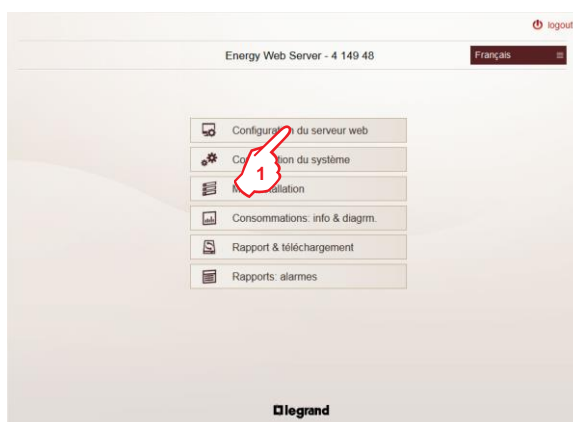 logout
Energy Web Server - 4 149 48
Français
Configuration du serveur web
du système
1
Consommations: info & diagrm.
Rapport & téléchargement
Rapports: alarmes
legrand